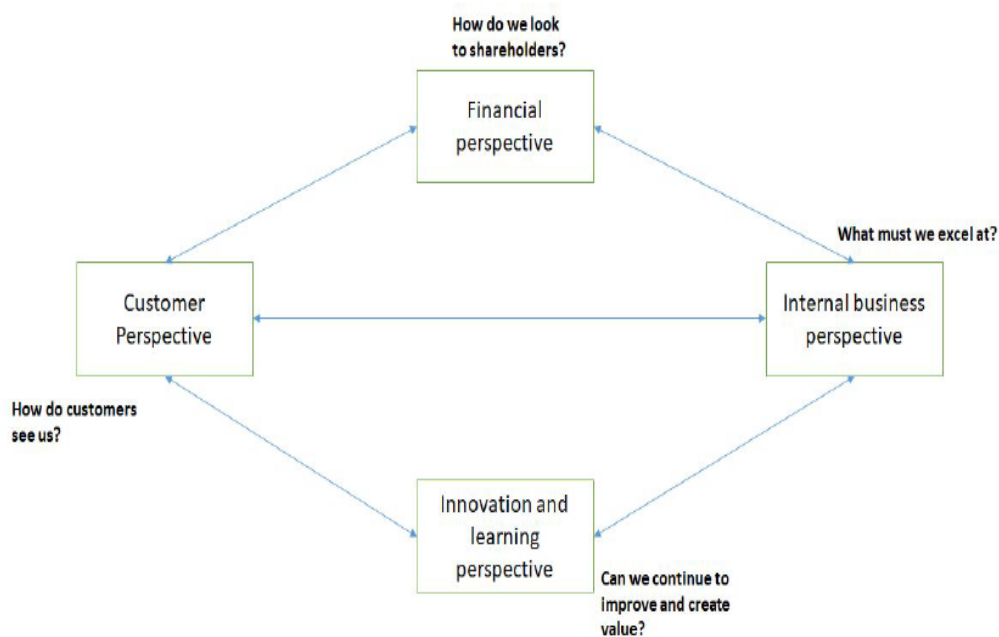 How do we look
to shareholders?
Financial
perspective
What must we excel at?
Customer
Perspective
Internal business
perspective
How do customers
see us?
Innovation and
learning
perspective
Can we continue to
improve and create
value?